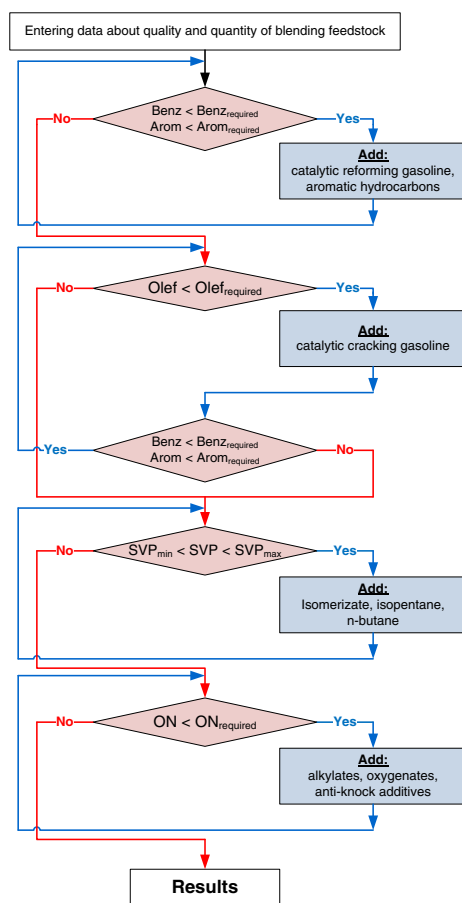 Entering data about quality and quantity of blending feedstock
Benz < Benzrequired
Arom < Aromrequired
No
Yes
Add:
catalytic reforming gasoline,
aromatic hydrocarbons
Olef < Olefrequired
No
Yes
Add:
catalytic cracking gasoline
Benz < Benzrequired
Arom < Aromrequired
Yes
No
SVPmin < SVP < SVPmax
No
Yes
Add:
Isomerizate, isopentane,
n-butane
ON < ONrequired
No
Yes
Add:
alkylates, oxygenates,
anti-knock additives
Results